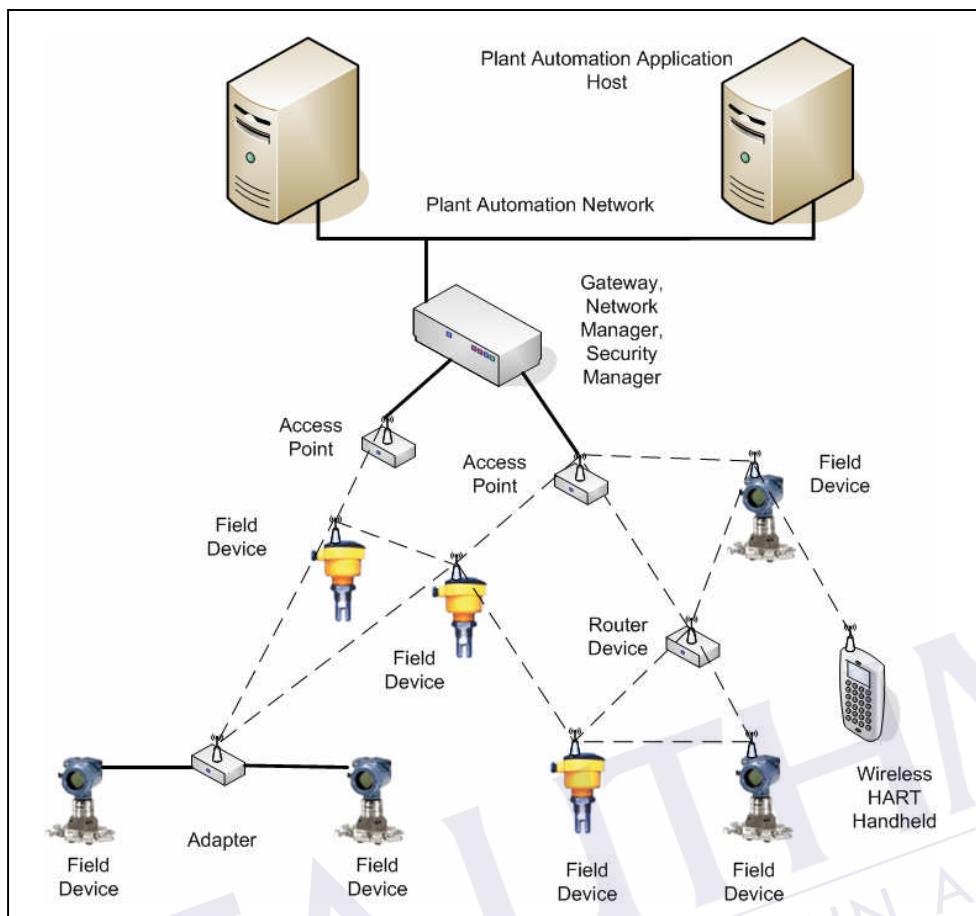 Plant Automation Application
Host
Plant Automation Network
Gateway,
Network
Manager,
Security
Manager
Access
Point
Access
Point
Field
Device
Field
Device
Field
Device
Router
Device
Wireless
HART
Handheld
Adapter
Field
Device
Field
Device
Field
Device
Field
Device
IN A